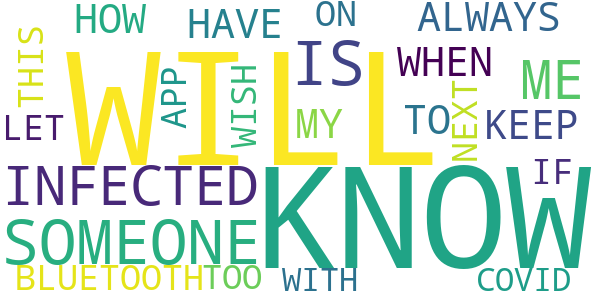 HOW HAVE ON ALWAYS
THIS WILL APP WISH IS WHEN ME
LET MY TO NEXT KEEP
INFECTED KNOW IF
SOMEONE
BLUETOOTH TOO WITH COVID